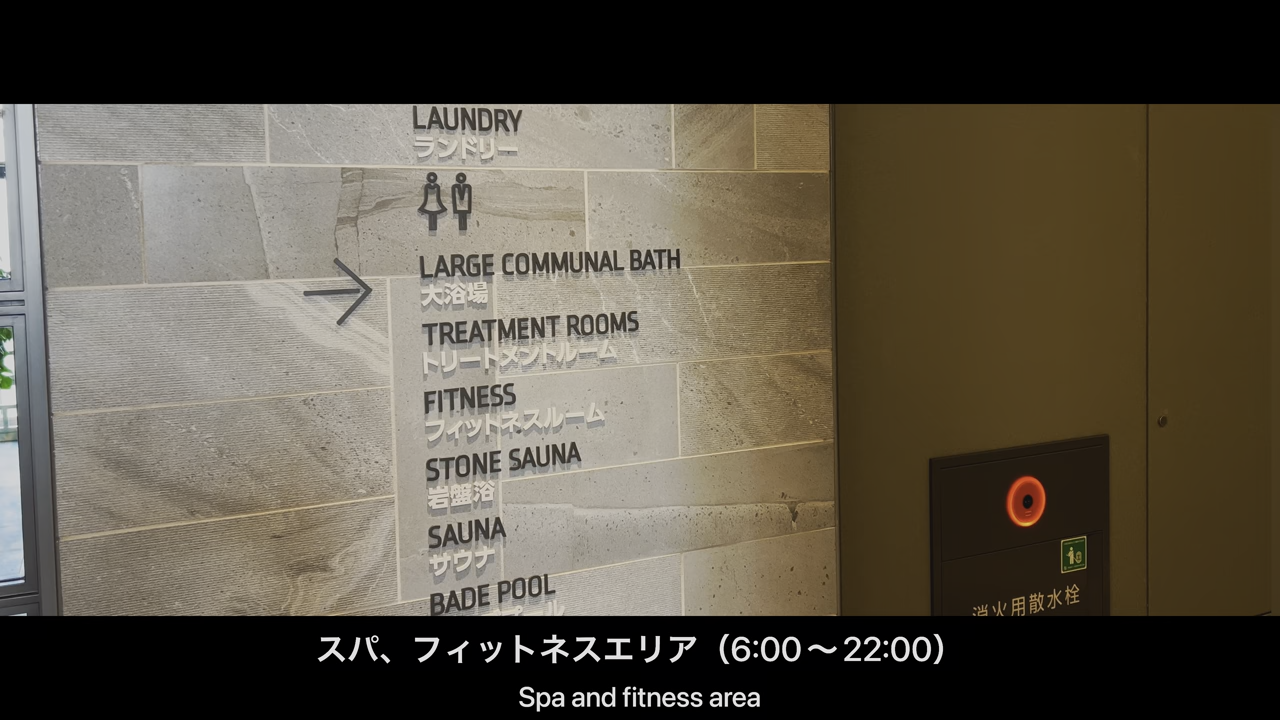 LAUNDRY
ランドリー
LARGE COMMUNAL BATH
大浴場
TREATMENT ROOMS
トリートメントルーム
FITNESS
フィットネスルーム
STONE SAUNA
岩盤浴
SAUNA
サウナ
BADE POOL
プール
消火用散水栓
スパ、フィットネスエリア（6:00〜22:00）
Spa and fitness area